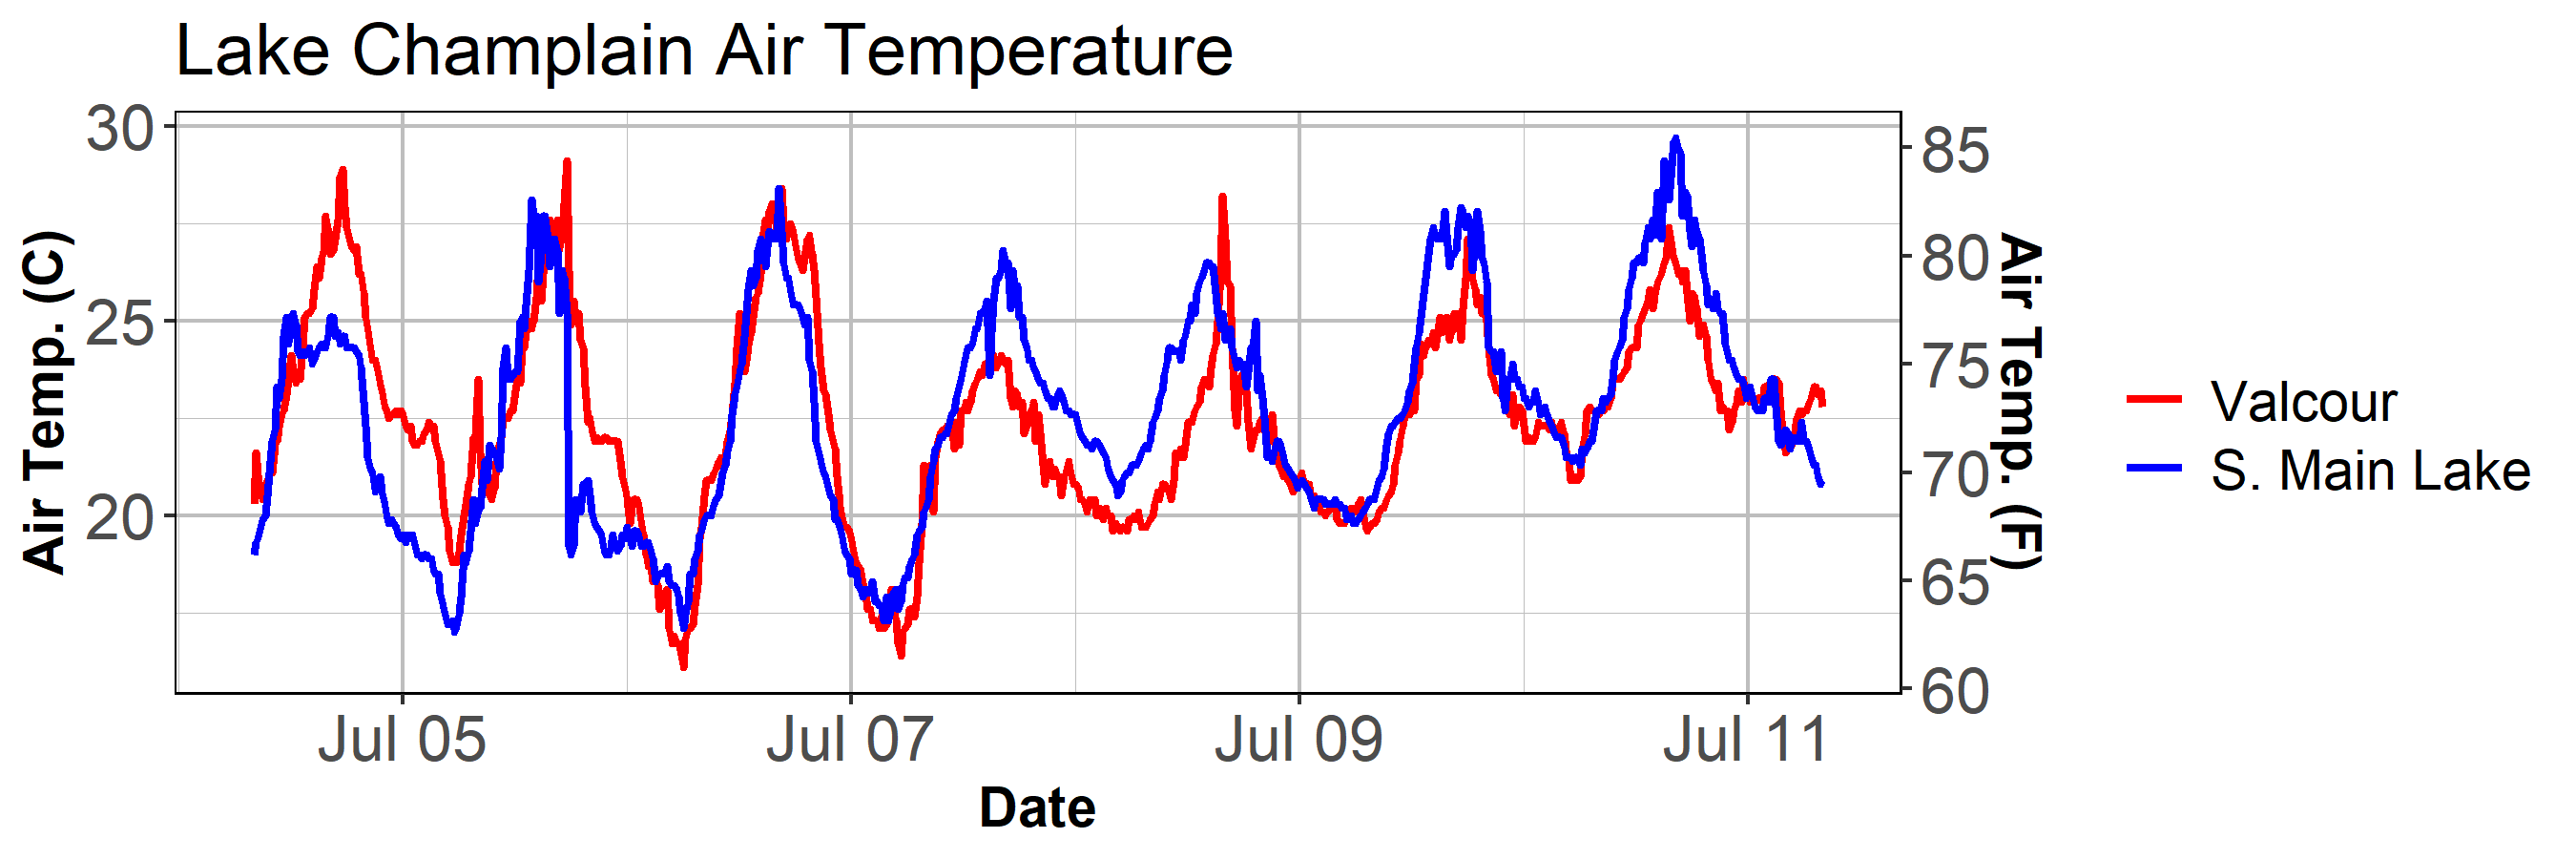 Lake Champlain Air Temperature
Air Temp. (C)
30
25
20
85
80
75
70
65
60
Air Temp. (F)
Jul 05
Jul 07
Jul 09
Jul 11
Date
Valcour
S. Main Lake